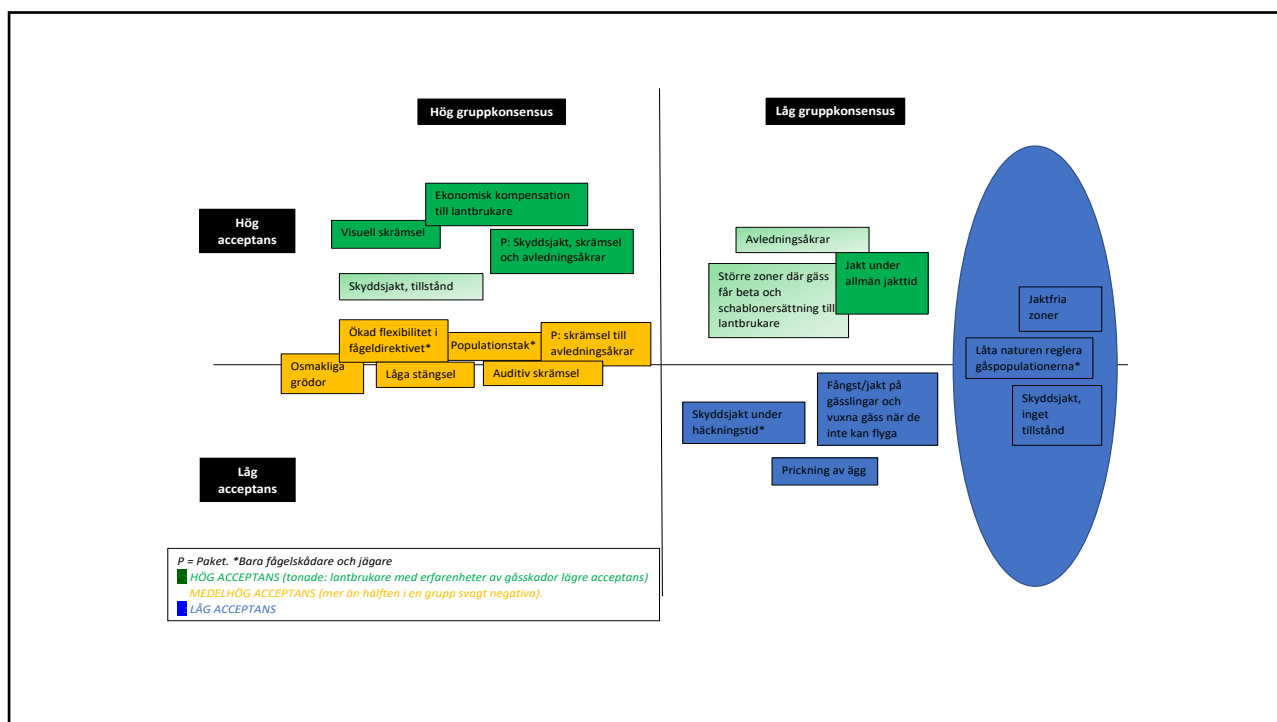 Hög gruppkonsensus
Låg gruppkonsensus
Hög
acceptans
Ekonomisk kompensation
till lantbrukare
Visuell skrämsel
P: Skyddsjakt, skrämsel
och avledningsåkrar
Skyddsjakt, tillstånd
Ökad flexibilitet i
fågeldirektivet*
Populationstak*
P: skrämsel till
avledningsåkrar
Osmakliga
grödor
Låga stängsel
Auditiv skrämsel
Avledningsåkrar
Större zoner där gäss
får beta och
schablonersättning till
lantbrukare
Jakt under
allmän jakttid
Jaktfria
zoner
Låta naturen reglera
gåspopulationerna*
Skyddsjakt,
inget
tillstånd
Skyddsjakt under
häckningstid*
Fångst/jakt på
gässlingar och
vuxna gäss när de
inte kan flyga
Prickning av ägg
Låg
acceptans
P = Paket. *Bara fågelskådare och jägare
HÖG ACCEPTANS (tonade: lantbrukare med erfarenheter av gåsskador lägre acceptans)
MEDELHÖG ACCEPTANS (mer än hälften i en grupp svagt negativa).
LÅG ACCEPTANS